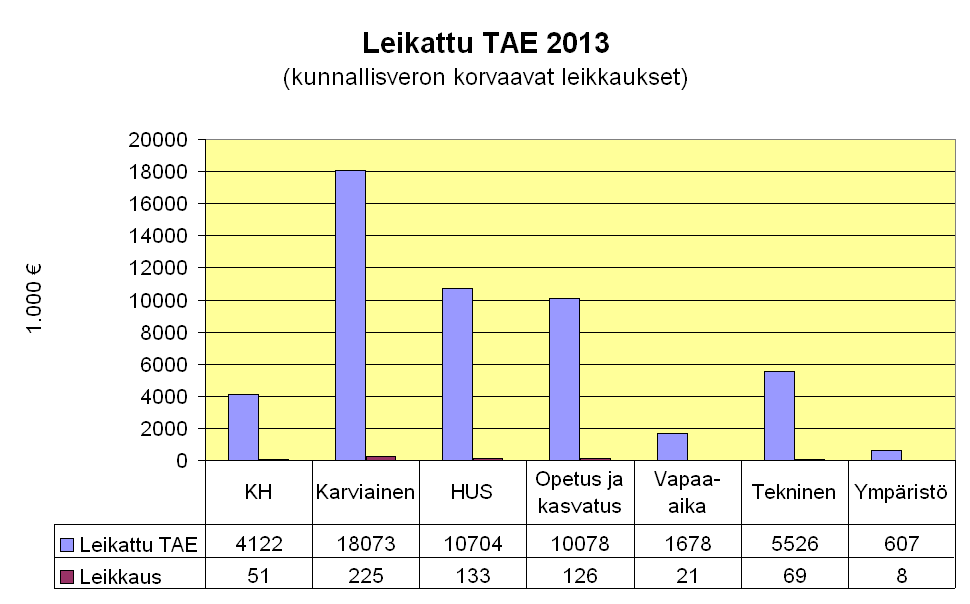 Leikattu TAE 2013
(kunnallisveron korvaavat leikkaukset)
1.000 €
20000
18000
16000
14000
12000
10000
8000
6000
4000
2000
0
KH Karviainen HUS Opetus ja kasvatus Vapaa-aika Tekninen Ympäristö
Leikattu TAE 4122 18073 10704 10078 1678 5526 607
Leikkaus 51 225 133 126 21 69 8